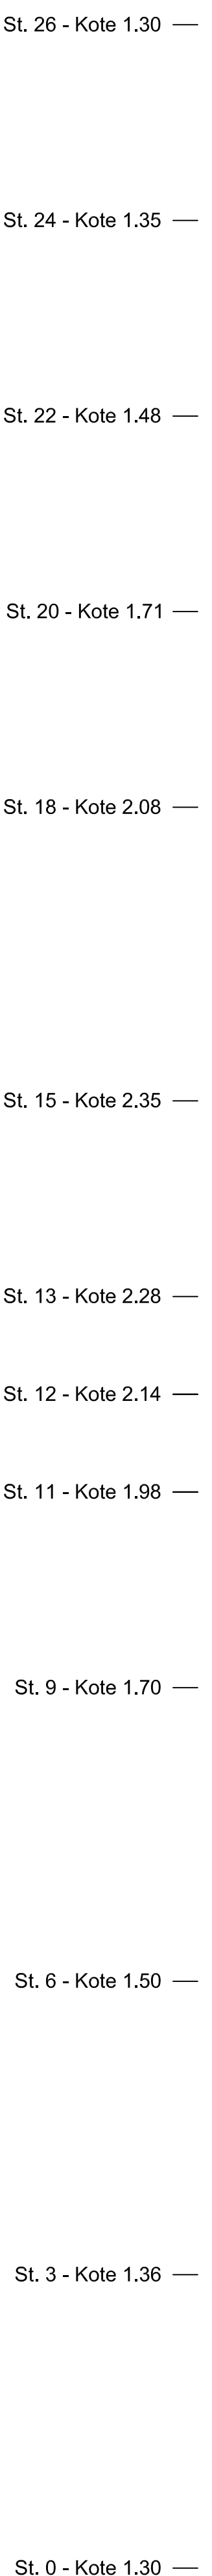 St. 26 - Kote 1.30
St. 24 - Kote 1.35
St. 22 - Kote 1.48
St. 20 - Kote 1.71
St. 18 - Kote 2.08
St. 15 - Kote 2.35
St. 13 - Kote 2.28
St. 12 - Kote 2.14
St. 11 - Kote 1.98
St. 9 - Kote 1.70
St. 6 - Kote 1.50
St. 3 - Kote 1.36
St. 0 - Kote 1.30